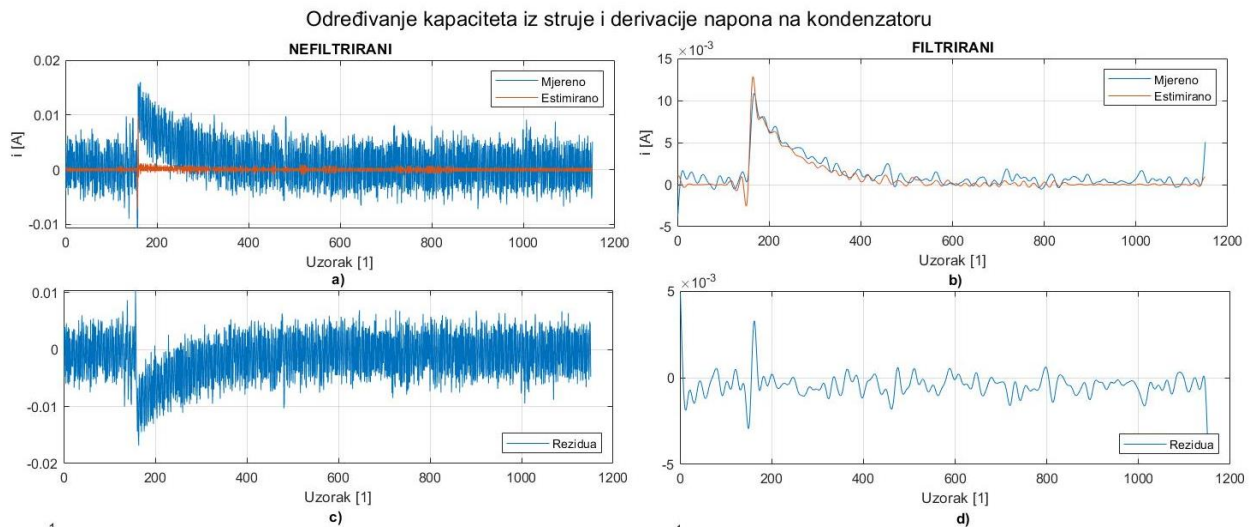 Određivanje kapaciteta iz struje i derivacije napona na kondenzatoru
NEFILTRIRANI
0.02
0.01
0
-0.01
i [A]
Mjereno
Estimirano
0 200 400 600 800 1000 1200
Uzorak [1]
a)
FILTRIRANI
×10⁻³
15
10
5
0
-5
i [A]
Mjereno
Estimirano
0 200 400 600 800 1000 1200
Uzorak [1]
b)
0.01
0
-0.01
-0.02
Rezidua
0 200 400 600 800 1000 1200
Uzorak [1]
c)
×10⁻³
5
0
-5
Rezidua
0 200 400 600 800 1000 1200
Uzorak [1]
d)